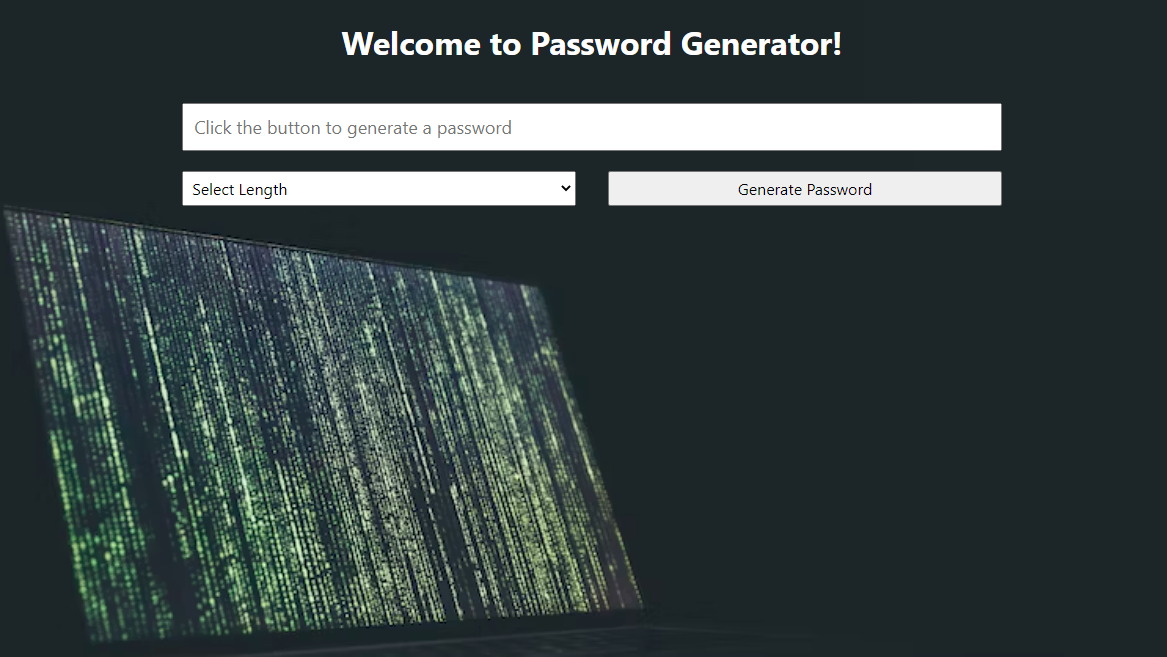 Welcome to Password Generator!
Click the button to generate a password
Select Length
Generate Password